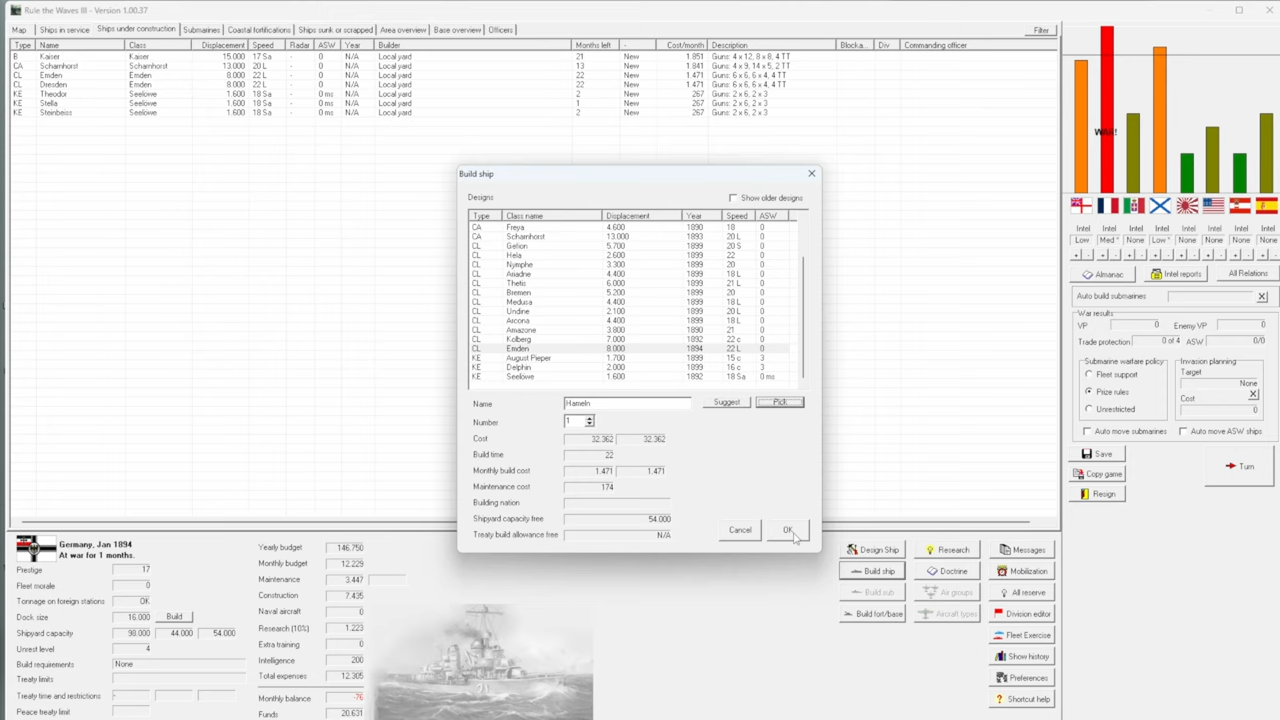 Rule the Waves III - Version 1.00.37
Map Ships in service Ships under construction Submarines Coastal fortifications Ships sunk or scrapped Area overview Base overview Officers Filter
Type Name Class Displacement Speed Radar ASW Year Builder Months left - Cost/month Description Blocka... Div Commanding officer
B Kaiser Kaiser 15.000 17 Sa - 0 N/A Local yard 21 New 1.851 Guns: 4 x 12, 8 x 8, 4 TT
CA Scharnhorst Scharnhorst 13.000 20 L - 0 N/A Local yard 13 New 1.841 Guns: 4 x 9, 14 x 5, 2 TT
CL Emden Emden 8.000 22 L - 0 N/A Local yard 22 New 1.471 Guns: 6 x 6, 6 x 4, 4 TT
CL Dresden Emden 8.000 22 L - 0 N/A Local yard 22 New 1.471 Guns: 6 x 6, 6 x 4, 4 TT
KE Theodor Seelöwe 1.600 18 Sa - 0 ms N/A Local yard 2 New 267 Guns: 2 x 6, 2 x 3
KE Stella Seelöwe 1.600 18 Sa - 0 ms N/A Local yard 1 New 267 Guns: 2 x 6, 2 x 3
KE Steinbeiss Seelöwe 1.600 18 Sa - 0 ms N/A Local yard 2 New 267 Guns: 2 x 6, 2 x 3
Build ship
Designs Show older designs
Type Class name Displacement Year Speed ASW
CA Freya 4.600 1890 18 0
CA Scharnhorst 13.000 1893 20 L 0
CL Gefion 5.700 1899 20 S 0
CL Hela 2.600 1899 22 0
CL Nymphe 3.300 1899 20 0
CL Ariadne 4.400 1899 18 L 0
CL Thetis 6.000 1899 21 L 0
CL Bremen 5.200 1899 20 0
CL Medusa 4.400 1899 18 L 0
CL Undine 2.100 1899 20 L 0
CL Arcona 4.400 1899 18 L 0
CL Amazone 3.800 1890 21 0
CL Kolberg 7.000 1892 22 c 0
CL Emden 8.000 1894 22 L 0
KE August Pieper 1.700 1899 15 c 3
KE Delphin 2.000 1899 16 c 3
KE Seelöwe 1.600 1892 18 Sa 0 ms
Name Hameln Suggest Pick
Number 1
Cost 32.362 32.362
Build time 22
Monthly build cost 1.471 1.471
Maintenance cost 174
Building nation
Shipyard capacity free 54.000
Treaty build allowance free N/A
Cancel OK
WAR!
Intel Intel Intel Intel Intel Intel Intel Intel
Low Med * None Low * None None None None
- + - + - + - + - + - + - + - +
Almanac Intel reports All Relations
Auto build submarines X
War results
VP 0 Enemy VP 0
Trade protection 0 of 4 ASW 0/0
Submarine warfare policy
Fleet support
Prize rules
Unrestricted
Invasion planning
Target
None
Cost X
0
Auto move submarines Auto move ASW ships
Save
Copy game
Resign
Turn
Germany, Jan 1894
At war for 1 months.
Prestige 17
Fleet morale 0
Tonnage on foreign stations OK
Dock size 16.000 Build
Shipyard capacity 98.000 44.000 54.000
Unrest level 4
Build requirements None
Treaty limits
Treaty time and restrictions -
Peace treaty limit
Yearly budget 146.750
Monthly budget 12.229
Maintenance 3.447
Construction 7.435
Naval aircraft 0
Research (10%) 1.223
Extra training 0
Intelligence 200
Total expenses 12.305
Monthly balance -76
Funds 20.631
Design Ship Research Messages
Build ship Doctrine Mobilization
Build sub Air groups All reserve
Build fort/base Aircraft types Division editor
Fleet Exercise
Show history
Preferences
Shortcut help